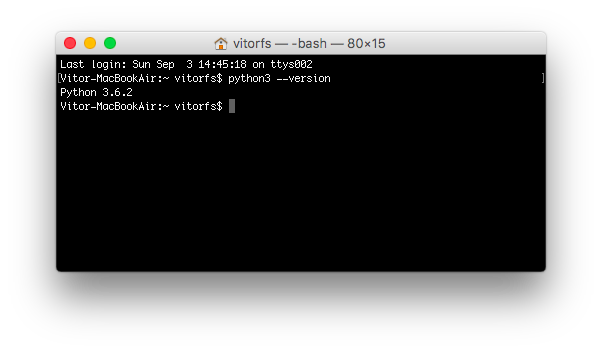 vitorfs — -bash — 80×15
Last login: Sun Sep  3 14:45:18 on ttys002
[Vitor-MacBookAir:~ vitorfs$ python3 --version ]
Python 3.6.2
Vitor-MacBookAir:~ vitorfs$